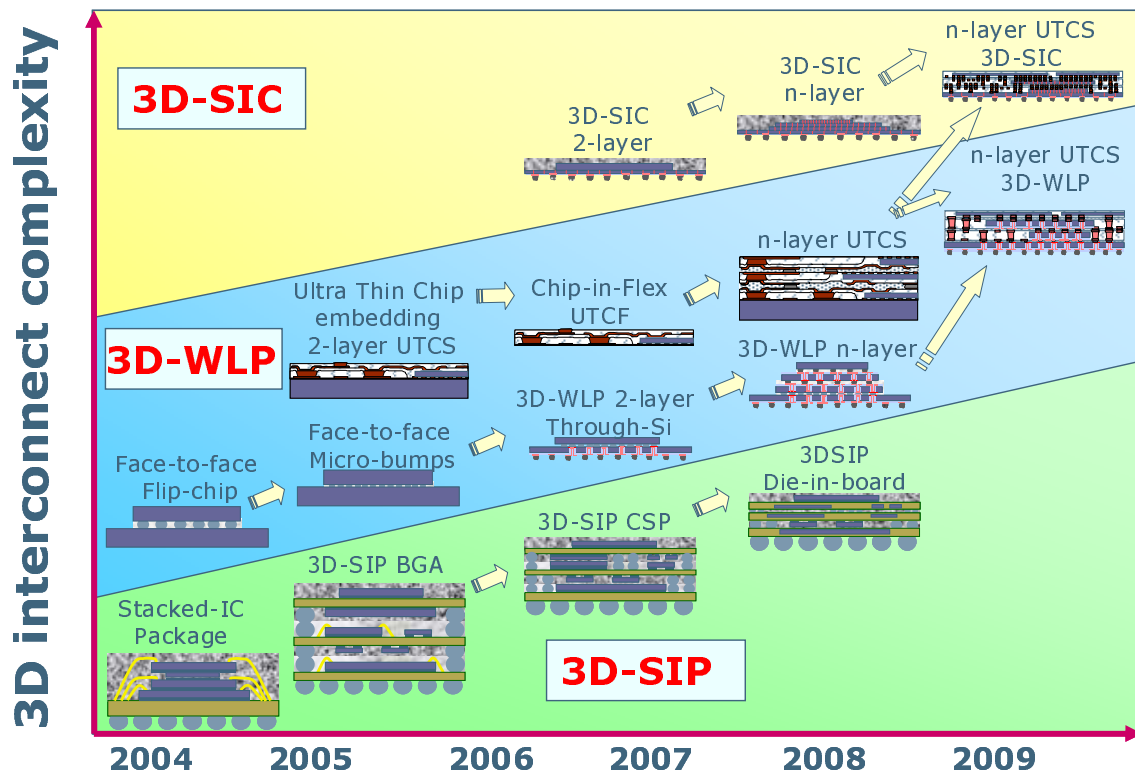 3D interconnect complexity
3D-SIC
3D-SIC
2-layer
3D-SIC
n-layer
n-layer UTCS
3D-SIC
3D-WLP
Ultra Thin Chip
embedding
2-layer UTCS
Chip-in-Flex
UTCF
n-layer UTCS
n-layer UTCS
3D-WLP
Face-to-face
Flip-chip
Face-to-face
Micro-bumps
3D-WLP 2-layer
Through-Si
3D-WLP n-layer
3D-SIP
Stacked-IC
Package
3D-SIP BGA
3D-SIP CSP
3DSIP
Die-in-board
2004
2005
2006
2007
2008
2009